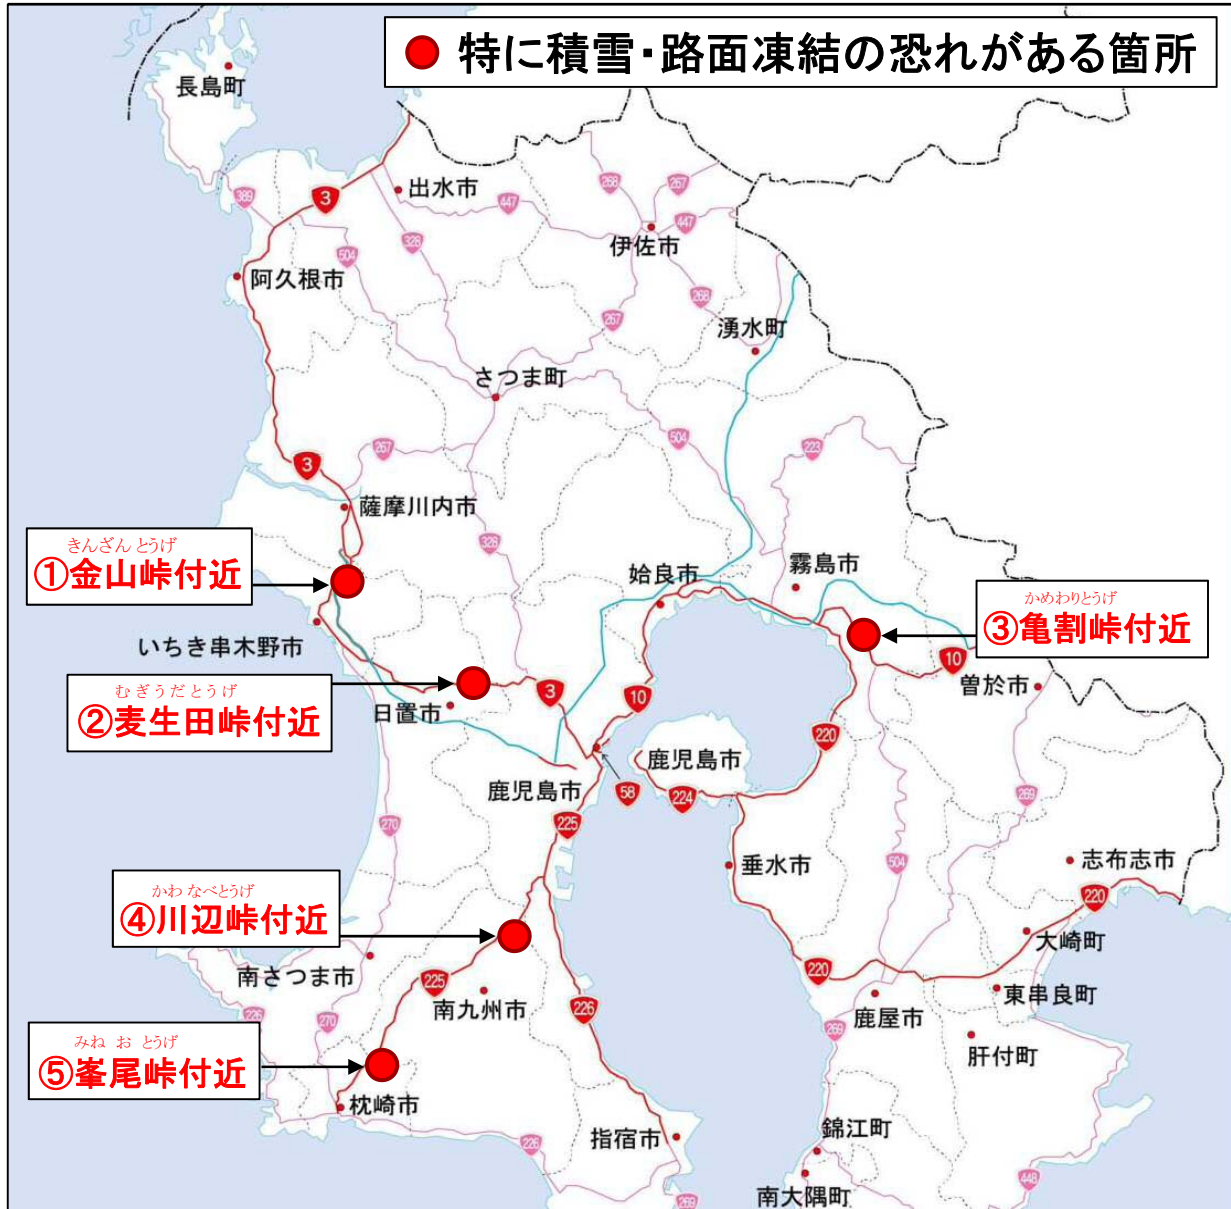 特に積雪・路面凍結の恐れがある箇所
長島町
389
3
出水市
447
268
267
447
伊佐市
504
328
阿久根市
268
267
湧水町
さつま町
504
223
267
3
薩摩川内市
328
きんざん とうげ
①金山峠付近
姶良市
霧島市
かめわりとうげ
③亀割峠付近
いちき串木野市
10
むぎうだとうげ
②麦生田峠付近
日置市
3
10
曽於市
220
鹿児島市
鹿児島市
58
224
269
225
270
504
垂水市
志布志市
220
かわ なべとうげ
④川辺峠付近
大崎町
南さつま市
225
南九州市
220
東串良町
226
270
226
鹿屋市
269
肝付町
みね お とうげ
⑤峯尾峠付近
枕崎市
226
指宿市
錦江町
448
南大隅町
269